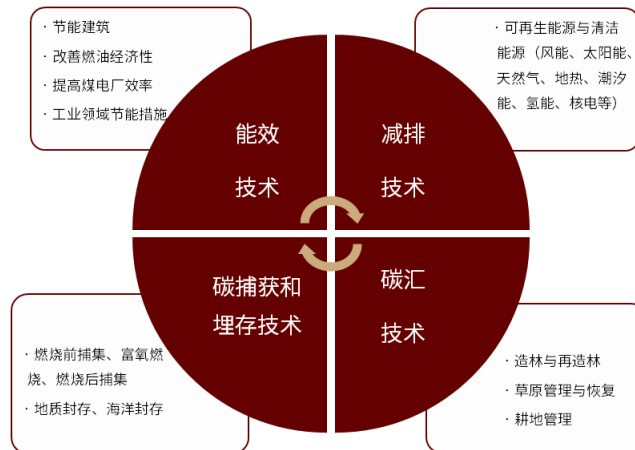 · 节能建筑
· 改善燃油经济性
· 提高煤电厂效率
· 工业领域节能措施
· 可再生能源与清洁
能源（风能、太阳能、
天然气、地热、潮汐
能、氢能、核电等）
能效
技术
减排
技术
碳捕获和
埋存技术
碳汇
技术
· 燃烧前捕集、富氧燃
烧、燃烧后捕集
· 地质封存、海洋封存
· 造林与再造林
· 草原管理与恢复
· 耕地管理